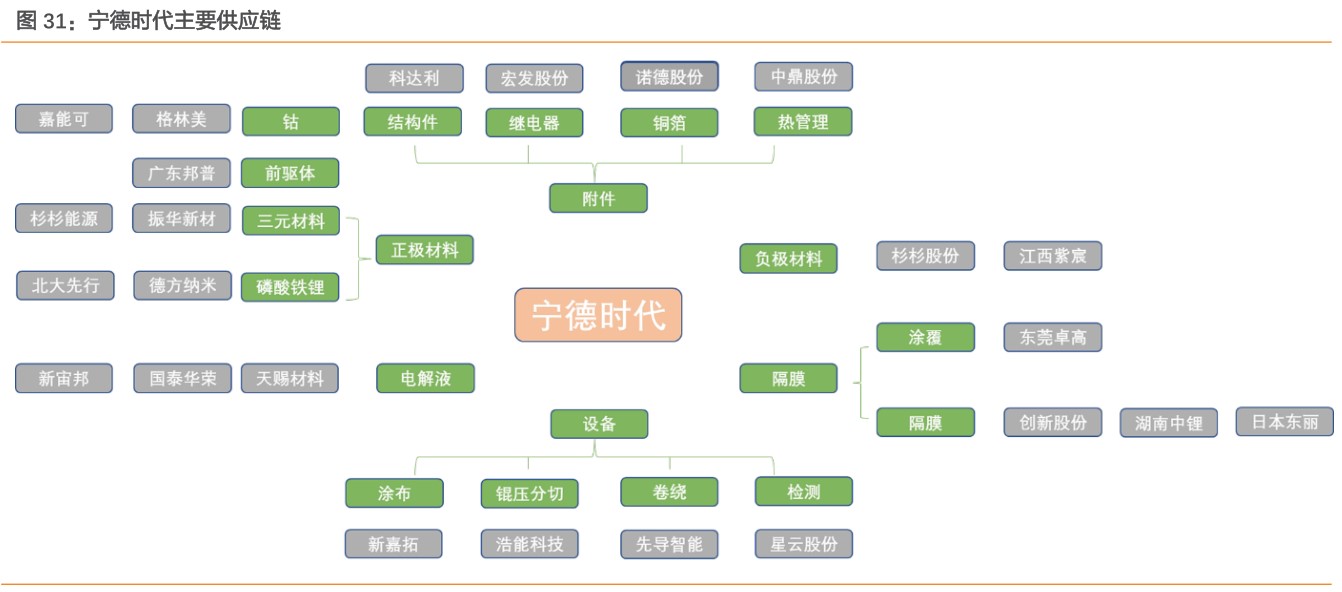 图 31：宁德时代主要供应链
科达利 宏发股份 诺德股份 中鼎股份
嘉能可 格林美 钴 结构件 继电器 铜箔 热管理
广东邦普 前驱体
附件
杉杉能源 振华新材 三元材料
正极材料 负极材料 杉杉股份 江西紫宸
北大先行 德方纳米 磷酸铁锂
宁德时代
涂覆 东莞卓高
新宙邦 国泰华荣 天赐材料 电解液 隔膜
设备 隔膜 创新股份 湖南中锂 日本东丽
涂布 辊压分切 卷绕 检测
新嘉拓 浩能科技 先导智能 星云股份